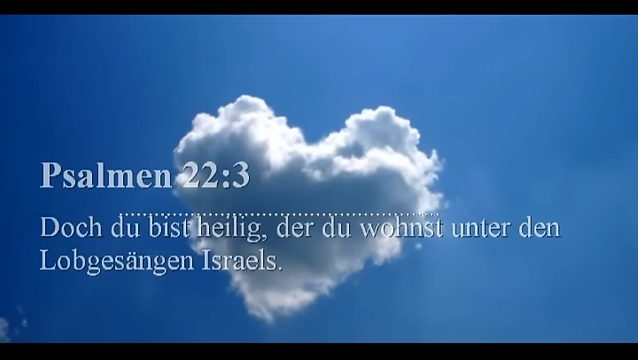 Psalmen 22:3
Doch du bist heilig, der du wohnst unter den
Lobgesängen Israels.